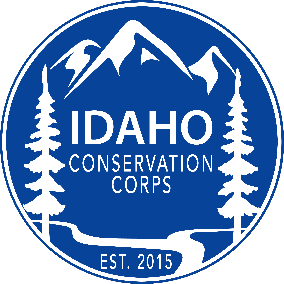 IDAHO
CONSERVATION
CORPS
EST. 2015